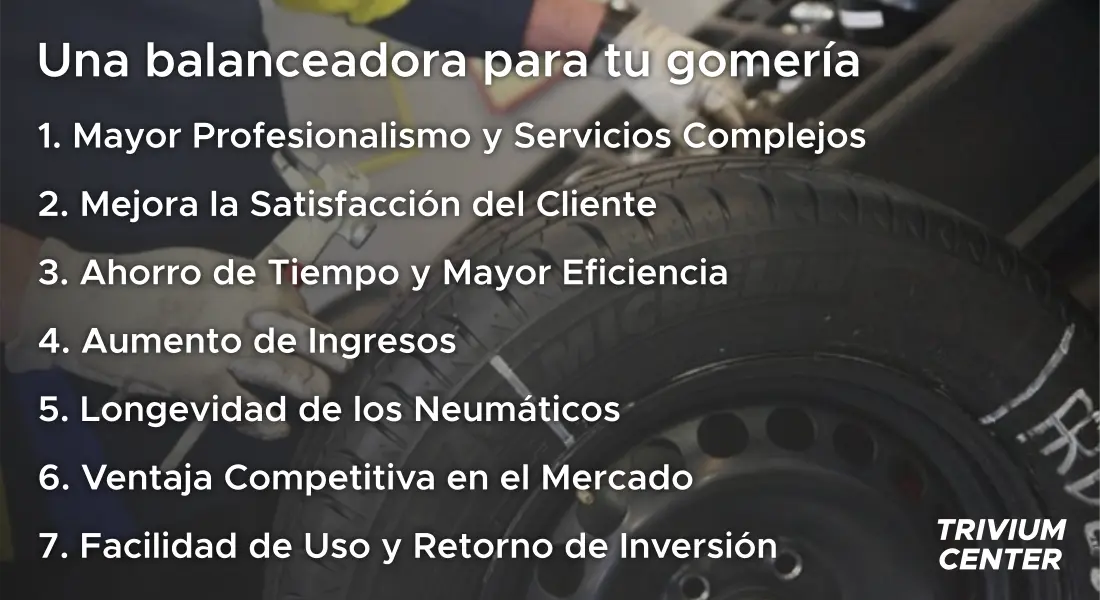 Una balanceadora para tu gomería
1. Mayor Profesionalismo y Servicios Complejos
2. Mejora la Satisfacción del Cliente
3. Ahorro de Tiempo y Mayor Eficiencia
4. Aumento de Ingresos
5. Longevidad de los Neumáticos
6. Ventaja Competitiva en el Mercado
7. Facilidad de Uso y Retorno de Inversión
TRIVIUM
CENTER
MICHELIN